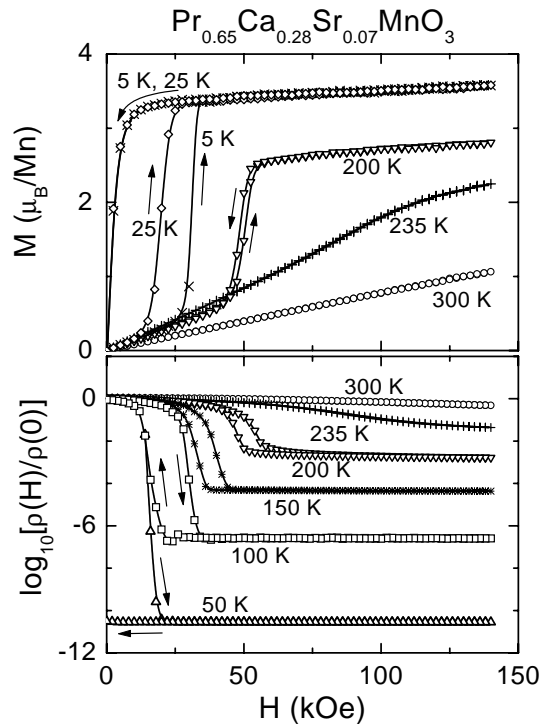 Pr₀.₆₅Ca₀.₂₈Sr₀.₀₇MnO₃
4
5 K, 25 K
5 K
200 K
M (μ_B/Mn)
2
25 K
235 K
300 K
0
0
300 K
235 K
200 K
log₁₀[ρ(H)/ρ(0)]
150 K
-6
100 K
50 K
-12
0 50 100 150
H (kOe)